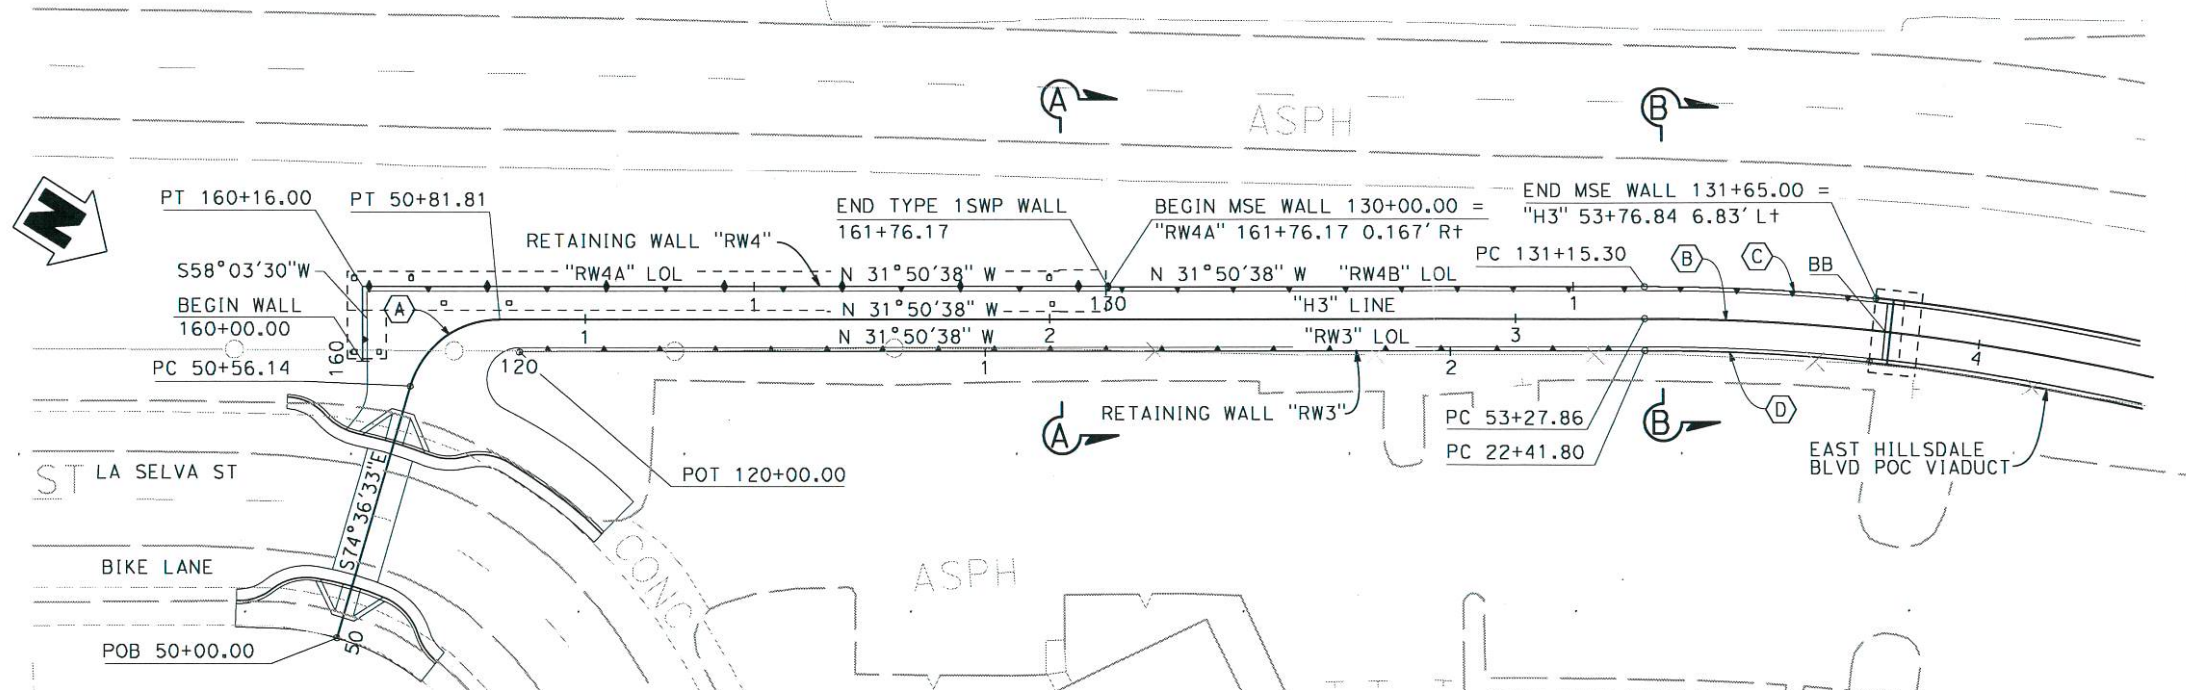 A
B
ASPH
N
PT 160+16.00
PT 50+81.81
END TYPE 1SWP WALL
161+76.17
BEGIN MSE WALL 130+00.00 =
"RW4A" 161+76.17 0.167' Rt
END MSE WALL 131+65.00 =
"H3" 53+76.84 6.83' Lt
RETAINING WALL "RW4"
PC 131+15.30
B
C
BB
S58°03'30"W
"RW4A" LOL
N 31°50'38" W
N 31°50'38" W
"RW4B" LOL
BEGIN WALL
160+00.00
A
1
130
1
N 31°50'38" W
"H3" LINE
160
1
N 31°50'38" W
2
"RW3" LOL
3
4
PC 50+56.14
120
1
2
D
A
RETAINING WALL "RW3"
PC 53+27.86
B
PC 22+41.80
EAST HILLSDALE
BLVD POC VIADUCT
ST
LA SELVA ST
POT 120+00.00
S74°36'33"E
BIKE LANE
CONC
ASPH
POB 50+00.00
50